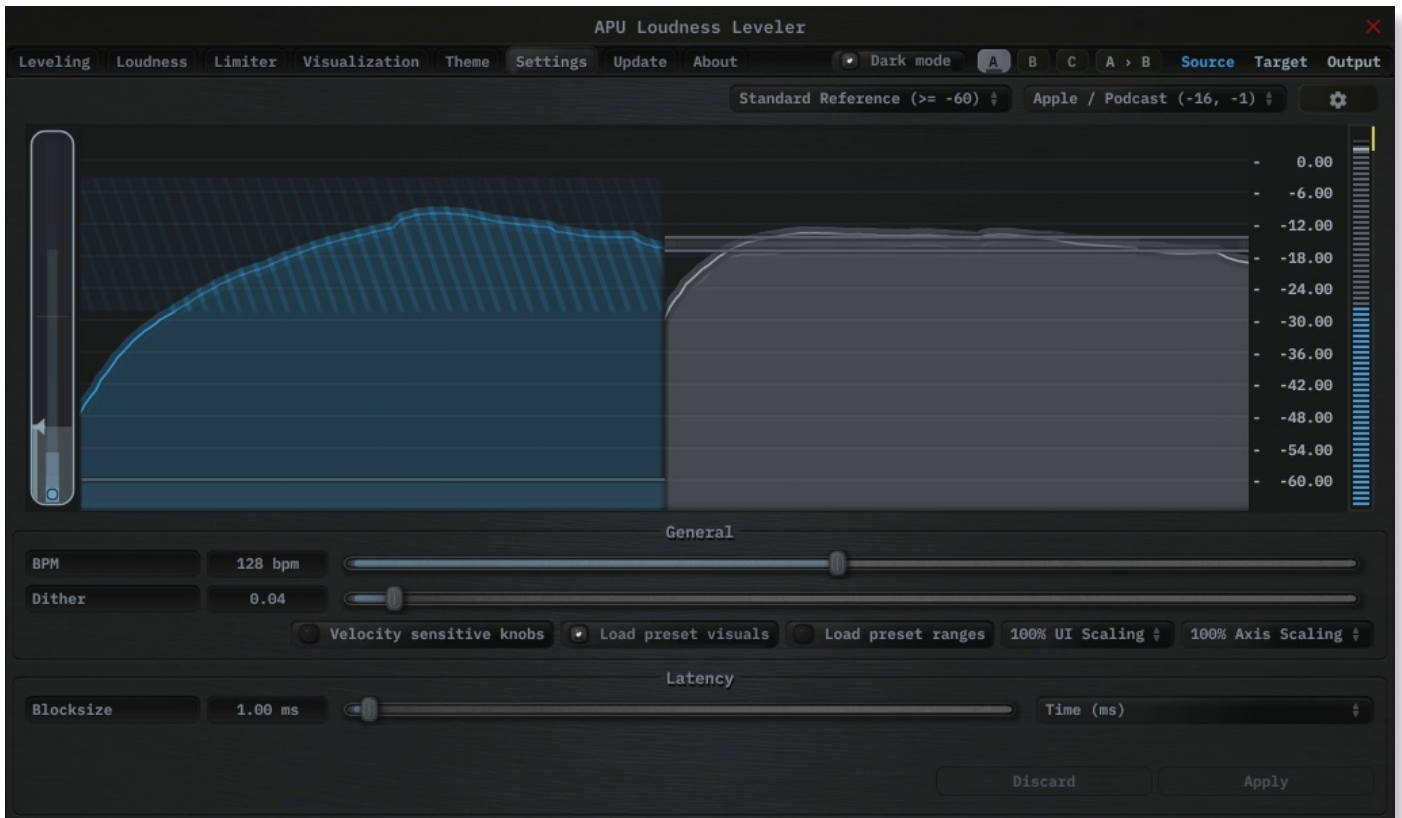 APU Loudness Leveler
Leveling Loudness Limiter Visualization Theme Settings Update About Dark mode A B C A › B Source Target Output
Standard Reference (>= -60) Apple / Podcast (-16, -1)
- 0.00
- -6.00
- -12.00
- -18.00
- -24.00
- -30.00
- -36.00
- -42.00
- -48.00
- -54.00
- -60.00
General
BPM 128 bpm
Dither 0.04
Velocity sensitive knobs Load preset visuals Load preset ranges 100% UI Scaling 100% Axis Scaling
Latency
Blocksize 1.00 ms Time (ms)
Discard Apply